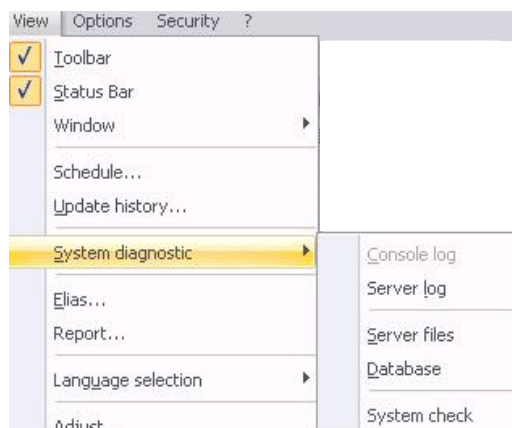 View Options Security ?
Toolbar
Status Bar
Window
Schedule...
Update history...
System diagnostic
Console log
Server log
Elias...
Server files
Report...
Database
Language selection
System check
Adjust...